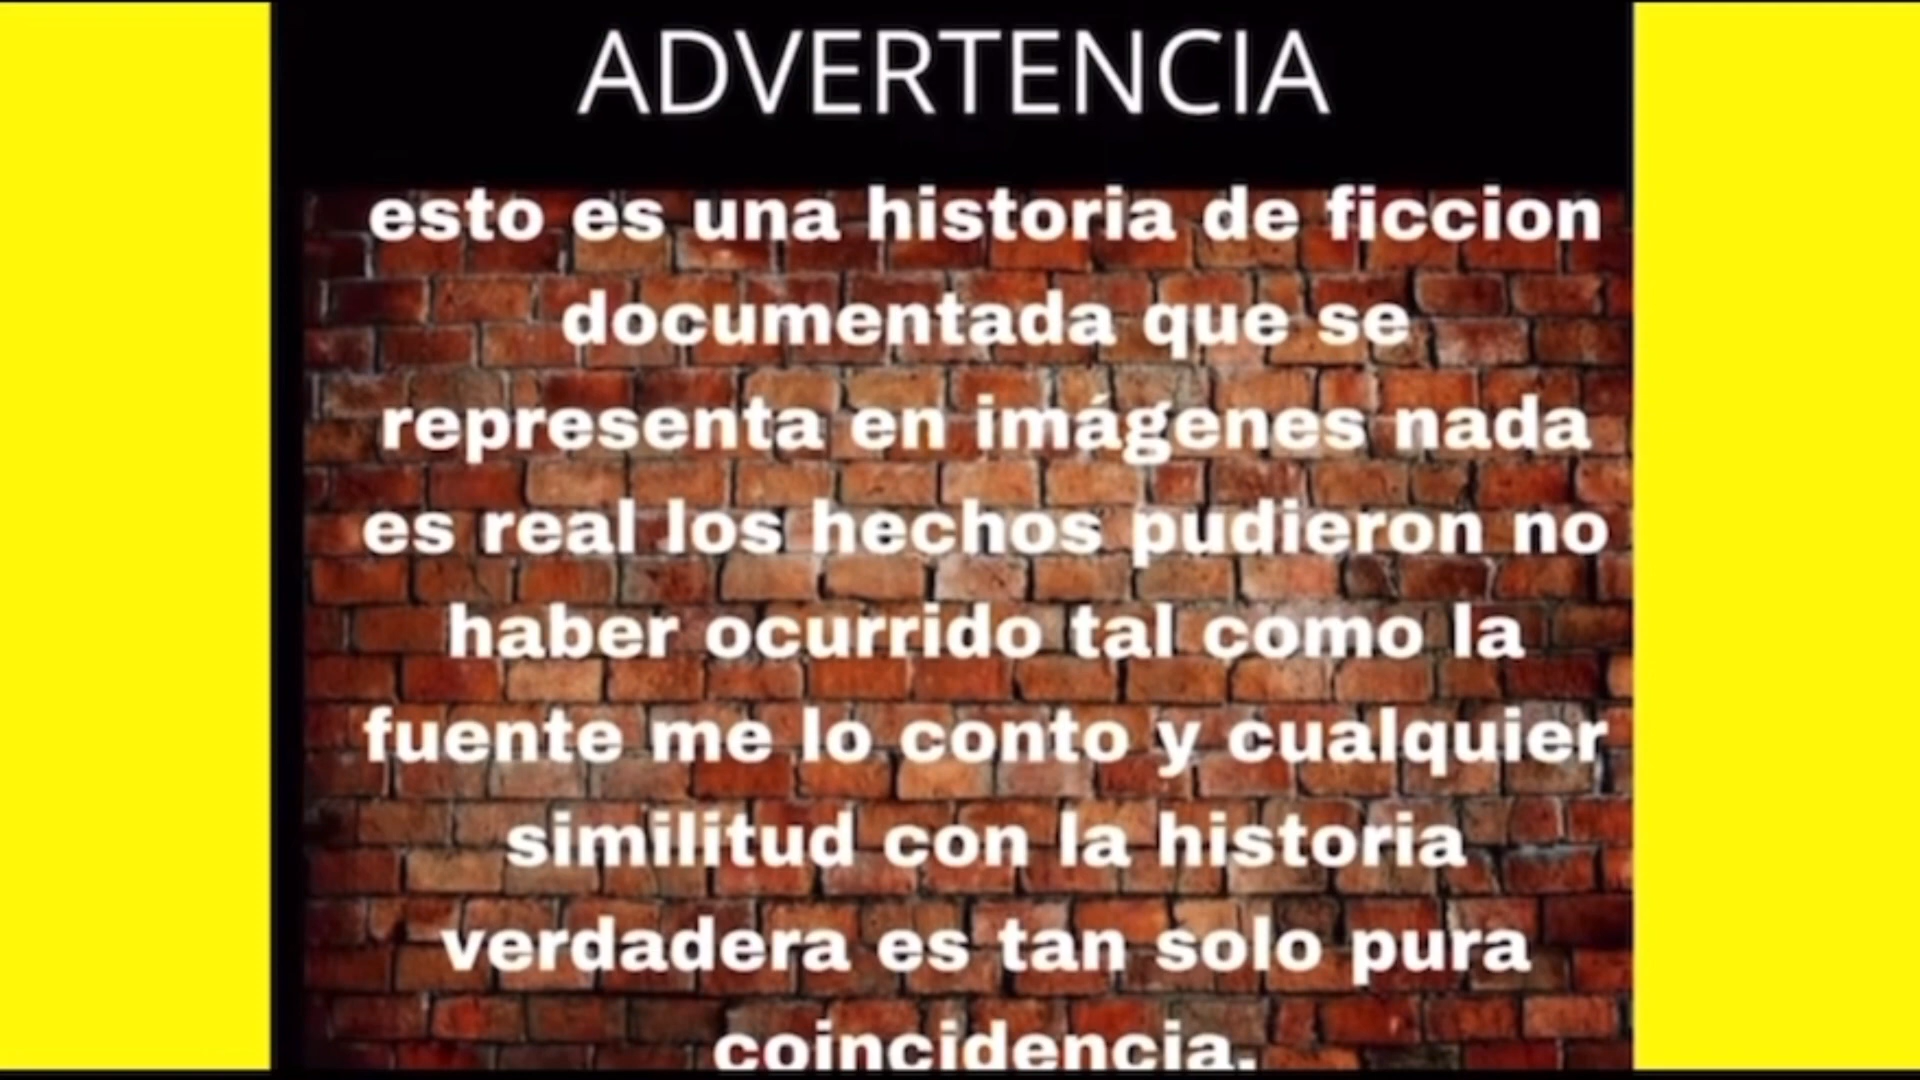 ADVERTENCIA
esto es una historia de ficcion
documentada que se
representa en imágenes nada
es real los hechos pudieron no
haber ocurrido tal como la
fuente me lo conto y cualquier
similitud con la historia
verdadera es tan solo pura
coincidencia.